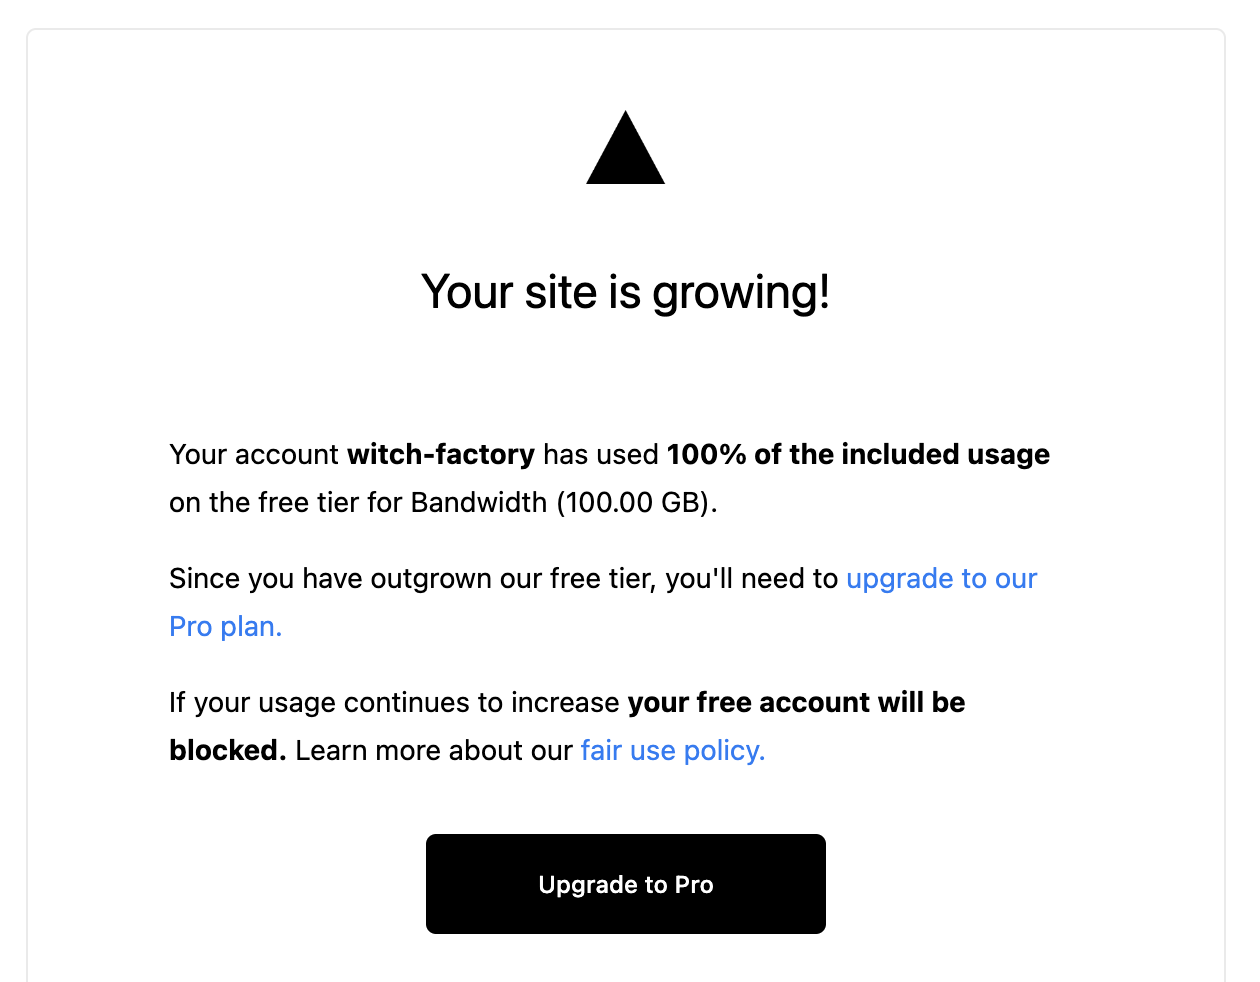 Your site is growing!
Your account witch-factory has used 100% of the included usage
on the free tier for Bandwidth (100.00 GB).
Since you have outgrown our free tier, you'll need to upgrade to our
Pro plan.
If your usage continues to increase your free account will be
blocked. Learn more about our fair use policy.
Upgrade to Pro